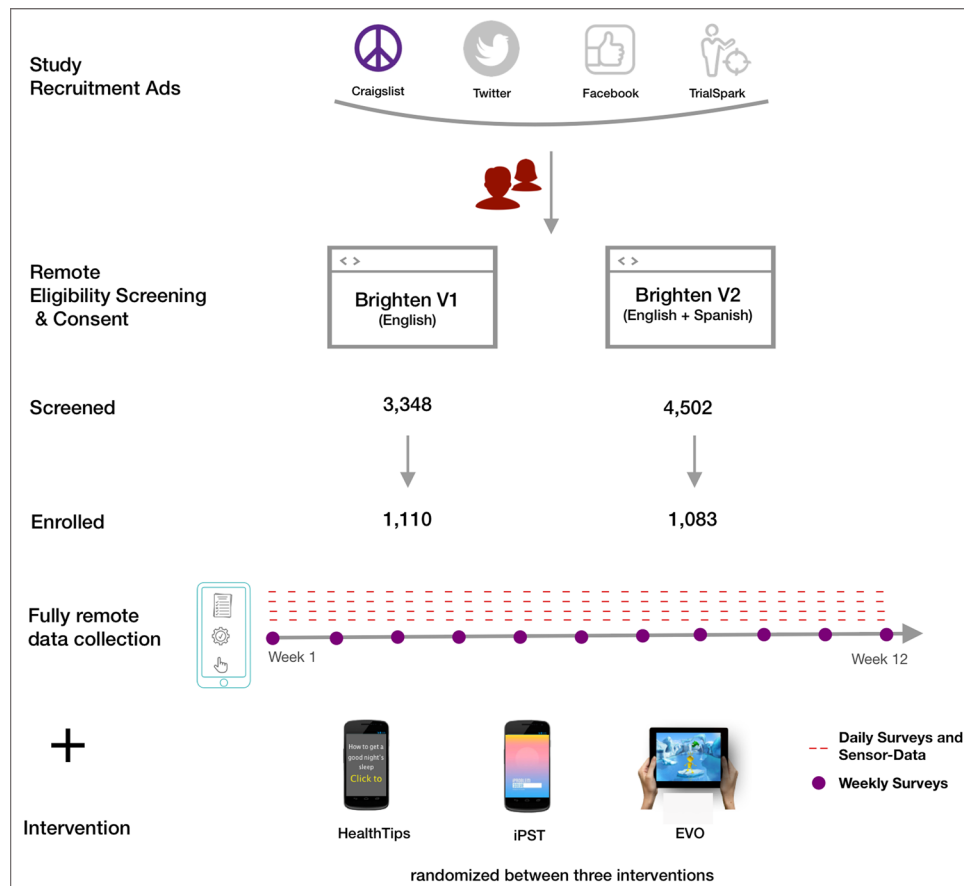 Study
Recruitment Ads
Craigslist
Twitter
Facebook
TrialSpark
Remote
Eligibility Screening
& Consent
< >
Brighten V1
(English)
< >
Brighten V2
(English + Spanish)
Screened
3,348
4,502
Enrolled
1,110
1,083
Fully remote
data collection
Week 1
Week 12
+
Intervention
How to get a
good night's
sleep
Click to
HealthTips
iPST
EVO
Daily Surveys and
Sensor-Data
Weekly Surveys
randomized between three interventions